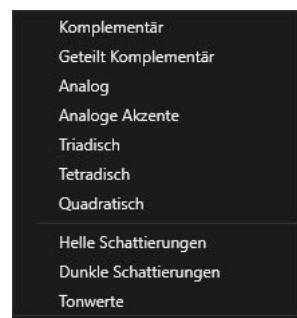 Komplementär
Geteilt Komplementär
Analog
Analoge Akzente
Triadisch
Tetradisch
Quadratisch
Helle Schattierungen
Dunkle Schattierungen
Tonwerte